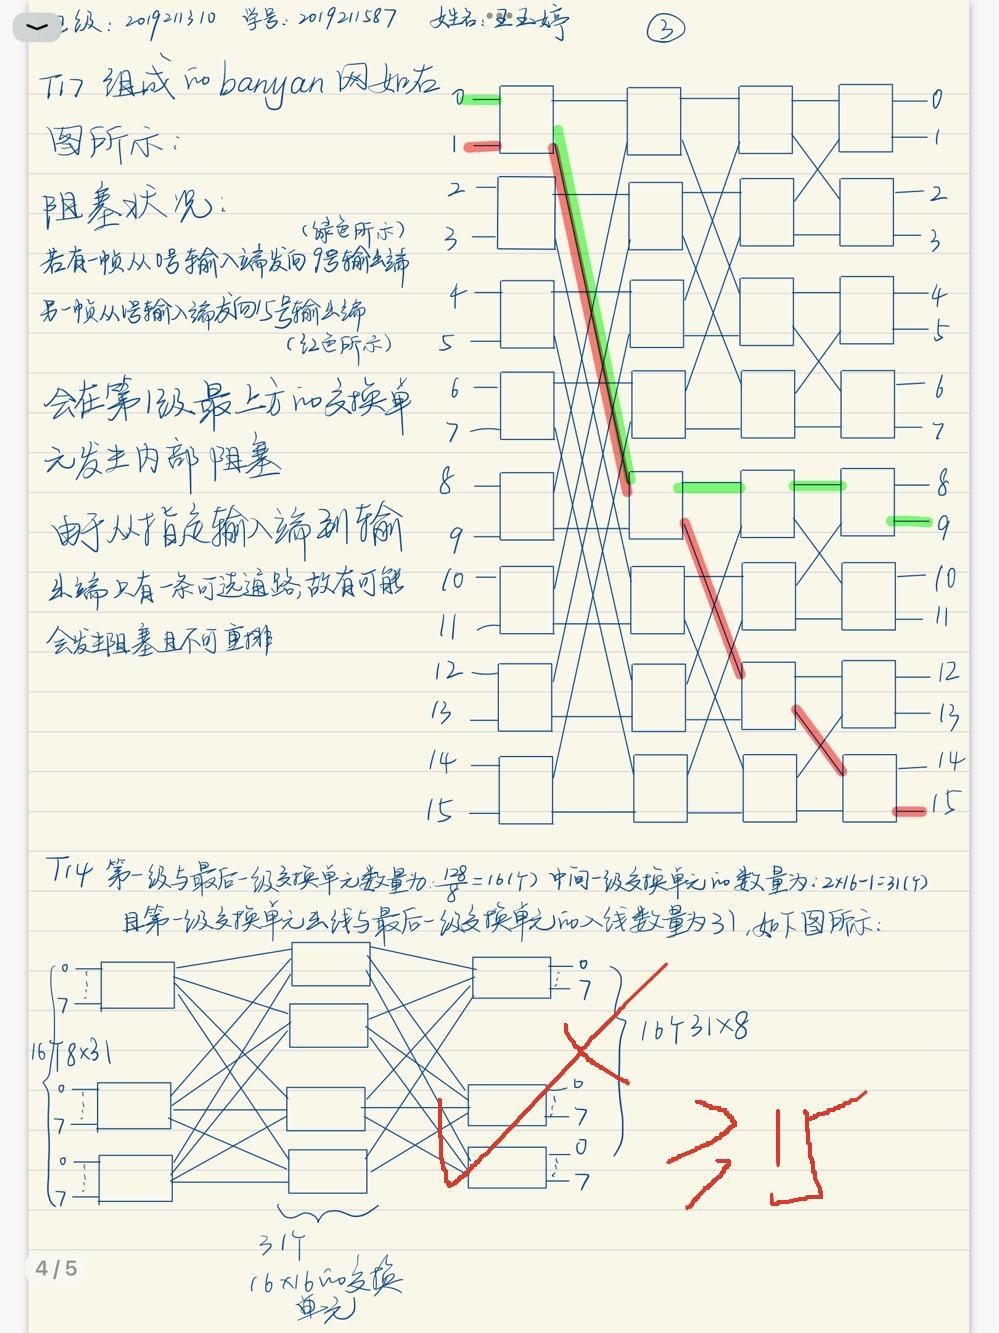 级: 2019211310 学号: 2019211587 姓名: 王玉婷 ③
T17 组成的banyan网如右
图所示:
阻塞状况:
(绿色所示)
若有一帧从0号输入端发向9号输出端
另一帧从1号输入端发向15号输出端
(红色所示)
会在第1级最上方的交换单
元发生内部阻塞
由于从指定输入端到输
出端只有一条可选通路,故有可能
会发生阻塞且不可重排
0
1
2
3
4
5
6
7
8
9
10
11
12
13
14
15
0
1
2
3
4
5
6
7
8
9
10
11
12
13
14
15
T14 第一级与最后一级交换单元数量为: 128/8=16(个) 中间一级交换单元的数量为: 2×16-1=31(个)
且第一级交换单元出线与最后一级交换单元的入线数量为31,如下图所示:
0
7
0
7
0
7
16个8×31
0
7
0
7
0
7
16个31×8
31个
16×16的交换
单元
≥15
4 / 5